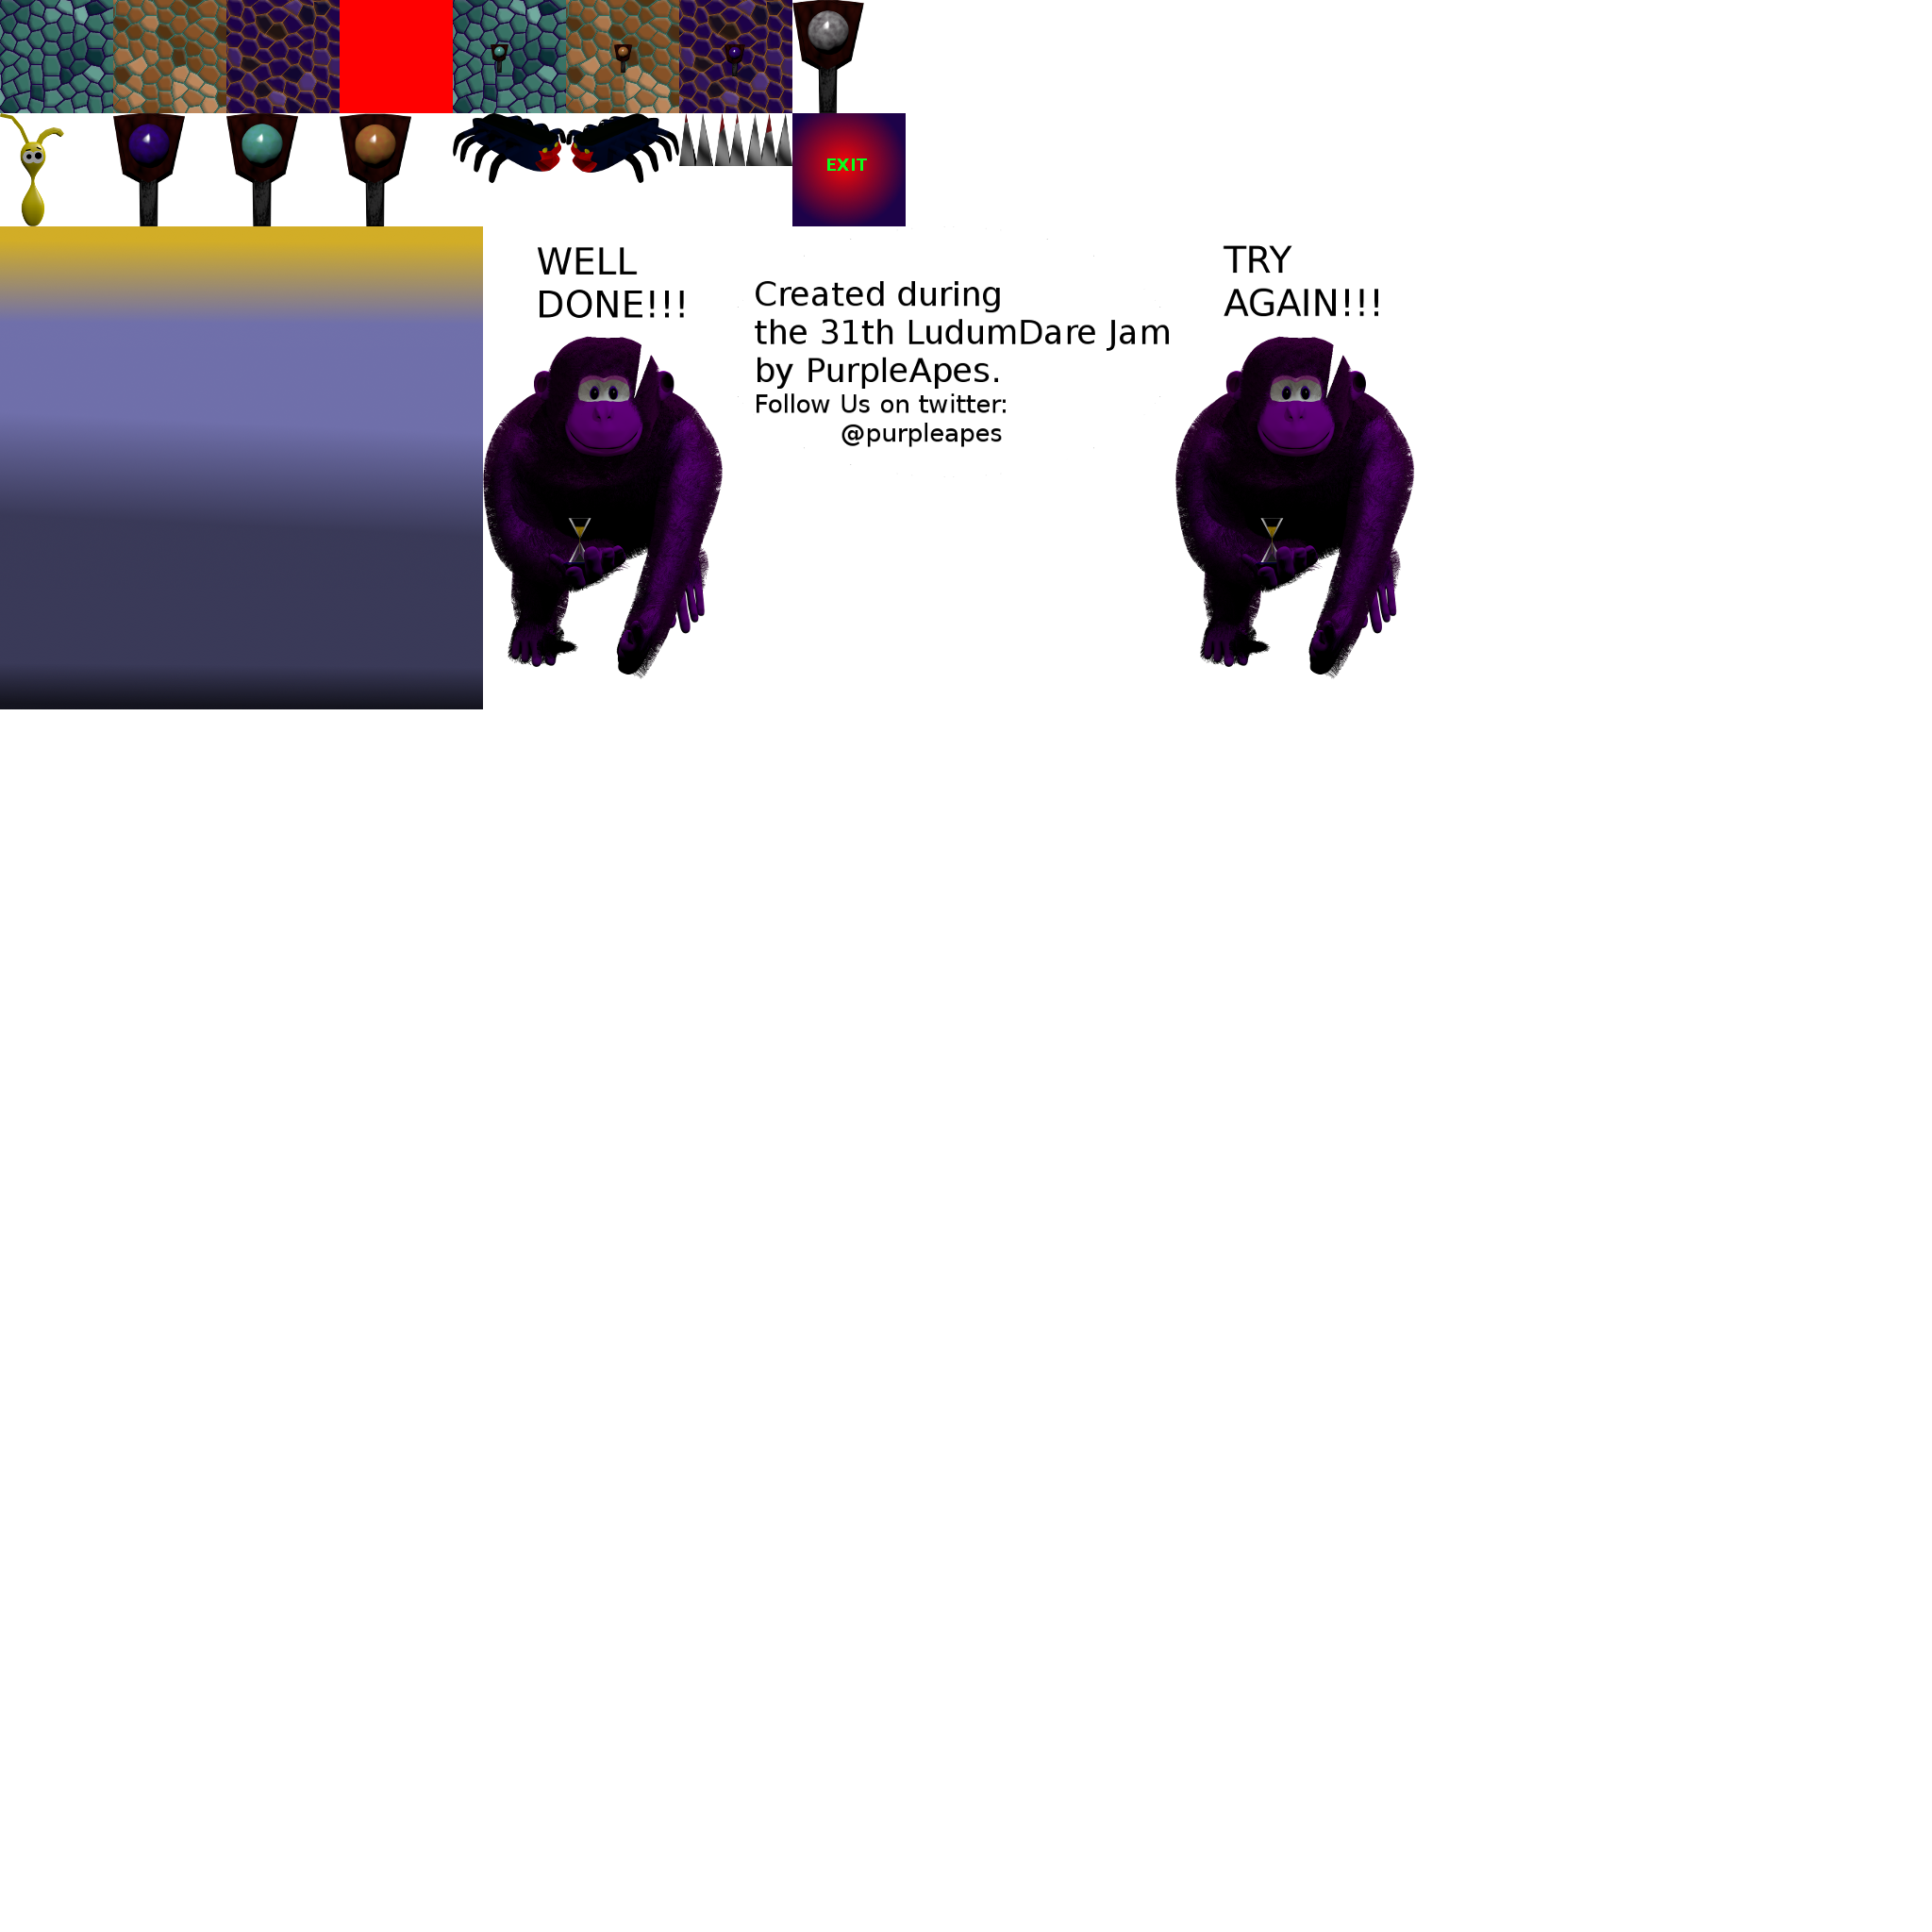 EXIT
WELL
DONE!!!
Created during
the 31th LudumDare Jam
by PurpleApes.
Follow Us on twitter:
@purpleapes
TRY
AGAIN!!!